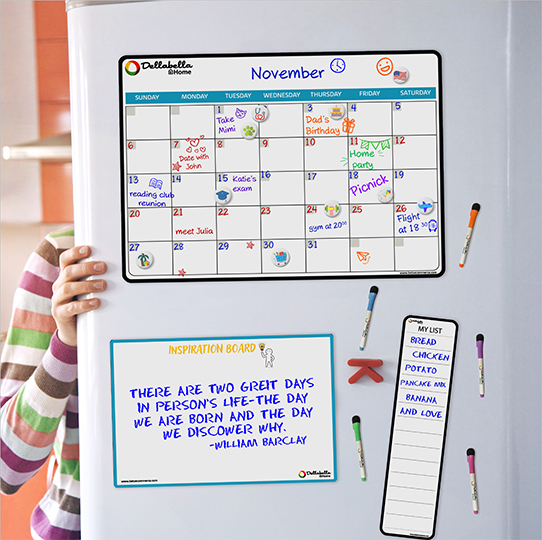 Dellabella
@Home
November
SUNDAY MONDAY TUESDAY WEDNESDAY THURSDAY FRIDAY SATURDAY
1 2 3 4 5
Take
Mimi
Dad's
Birthday
6 7 8 9 10 11 12
Date with
John
Home
party
13 14 15 16 17 18 19
reading club
reunion
Katie's
exam
Picnick
20 21 22 23 24 25 26
meet Julia
Gym at 20⁰⁰
Flight
at 18³⁰
27 28 29 30 31
INSPIRATION BOARD
THERE ARE TWO GREIT DAYS
IN PERSON'S LIFE-THE DAY
WE ARE BORN AND THE DAY
WE DISCOVER WHY.
-WILLIAM BARCLAY
Dellabella
@Home
MY LIST
BREAD
CHICKEN
POTATO
PANCAKE MIX
BANANA
AND LOVE